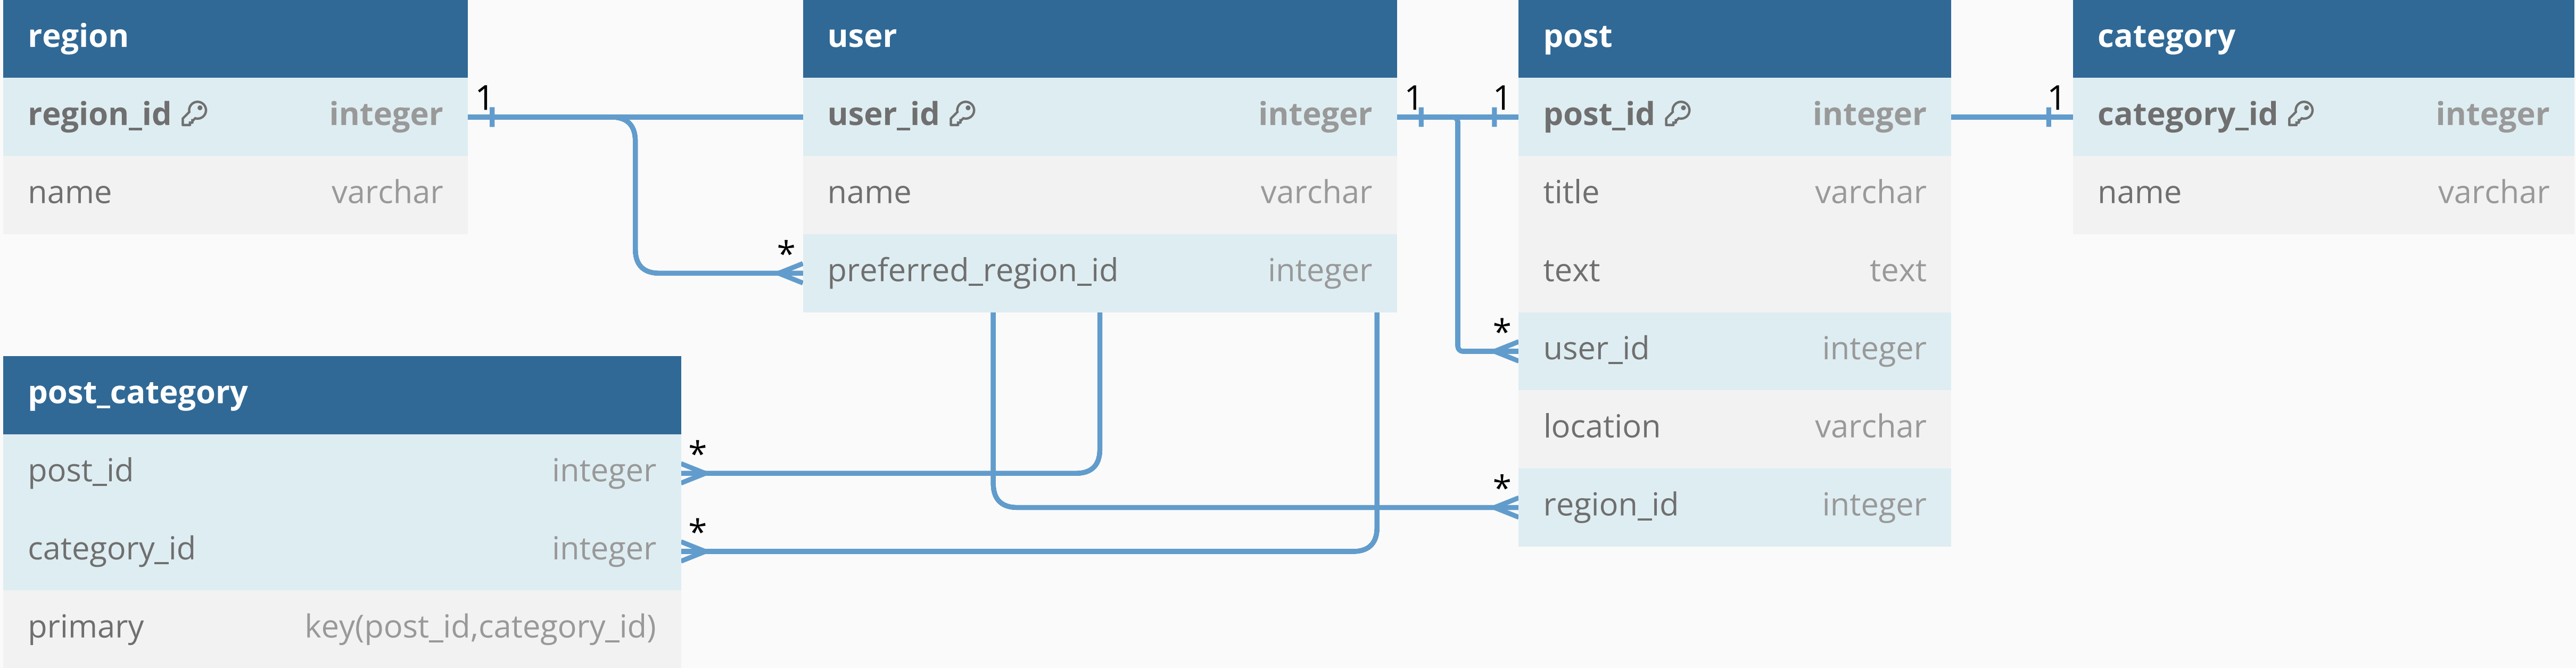 region
region_id integer
name varchar
user
user_id integer
name varchar
preferred_region_id integer
post
post_id integer
title varchar
text text
user_id integer
location varchar
region_id integer
category
category_id integer
name varchar
post_category
post_id integer
category_id integer
primary key(post_id,category_id)
1
*
1
1
*
*
1
*
*